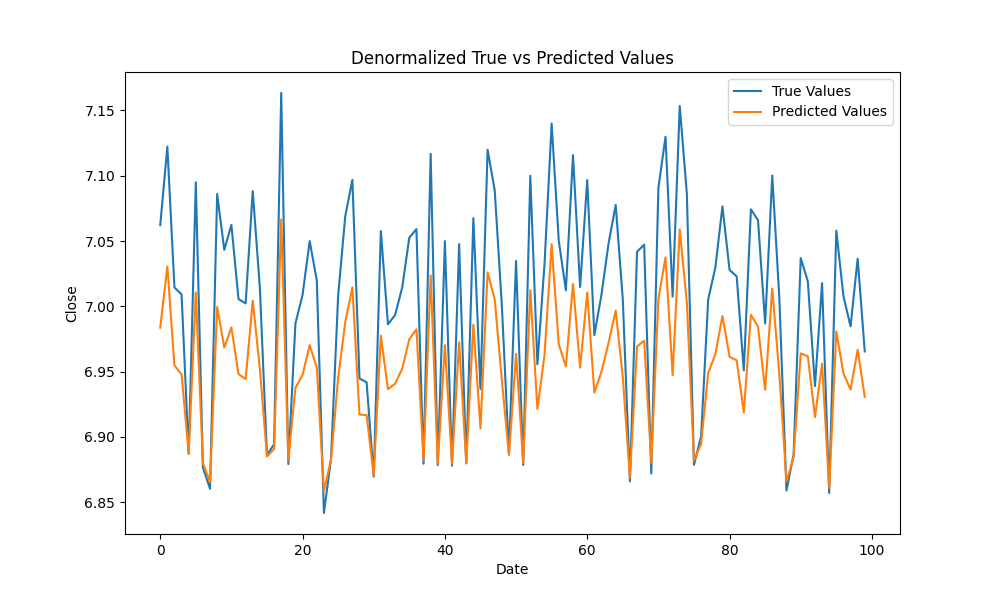 Denormalized True vs Predicted Values
True Values
Predicted Values
7.15
7.10
7.05
7.00
6.95
6.90
6.85
Close
0 20 40 60 80 100
Date